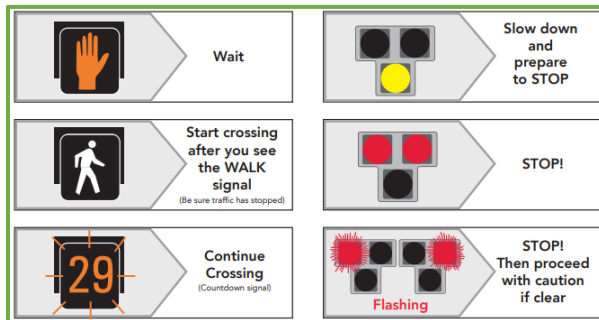 Wait
Slow down
and
prepare
to STOP
Start crossing
after you see
the WALK
signal
(Be sure traffic has stopped)
STOP!
29
Continue
Crossing
(Countdown signal)
Flashing
STOP!
Then proceed
with caution
if clear